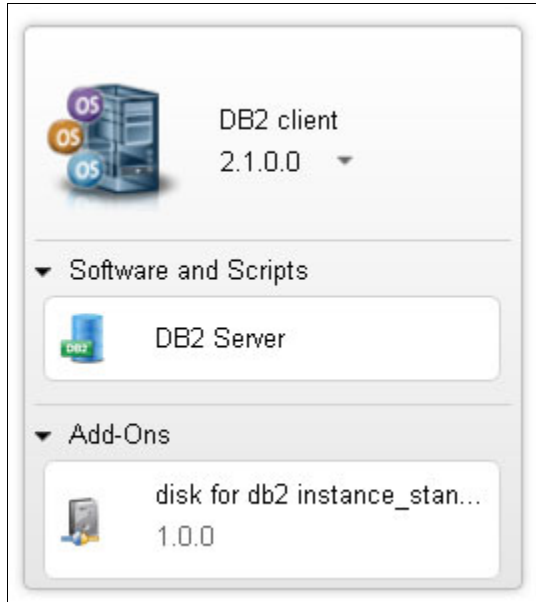 OS
OS
OS
DB2 client
2.1.0.0
Software and Scripts
DB2
DB2 Server
Add-Ons
disk for db2 instance_stan...
1.0.0